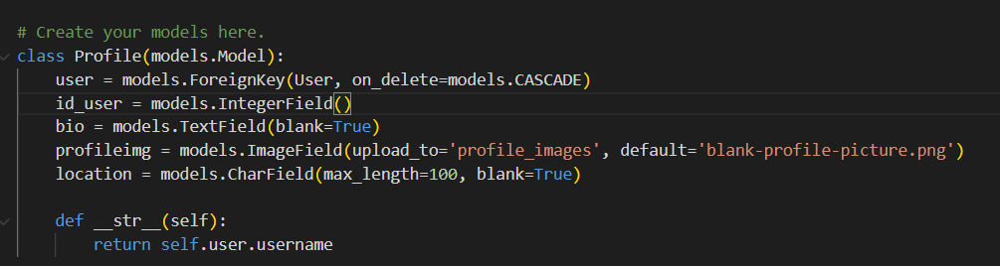 # Create your models here.
class Profile(models.Model):
    user = models.ForeignKey(User, on_delete=models.CASCADE)
    id_user = models.IntegerField()
    bio = models.TextField(blank=True)
    profileimg = models.ImageField(upload_to='profile_images', default='blank-profile-picture.png')
    location = models.CharField(max_length=100, blank=True)
    def __str__(self):
        return self.user.username